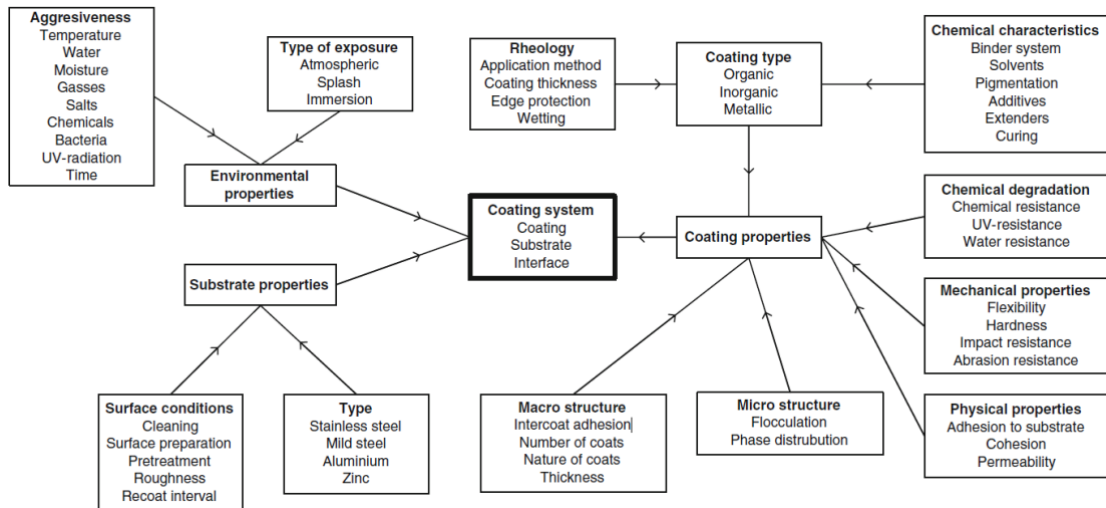 Aggresiveness
Temperature
Water
Moisture
Gasses
Salts
Chemicals
Bacteria
UV-radiation
Time
Type of exposure
Atmospheric
Splash
Immersion
Environmental
properties
Rheology
Application method
Coating thickness
Edge protection
Wetting
Coating type
Organic
Inorganic
Metallic
Chemical characteristics
Binder system
Solvents
Pigmentation
Additives
Extenders
Curing
Coating system
Coating
Substrate
Interface
Coating properties
Chemical degradation
Chemical resistance
UV-resistance
Water resistance
Substrate properties
Mechanical properties
Flexibility
Hardness
Impact resistance
Abrasion resistance
Surface conditions
Cleaning
Surface preparation
Pretreatment
Roughness
Recoat interval
Type
Stainless steel
Mild steel
Aluminium
Zinc
Macro structure
Intercoat adhesion
Number of coats
Nature of coats
Thickness
Micro structure
Flocculation
Phase distrubution
Physical properties
Adhesion to substrate
Cohesion
Permeability